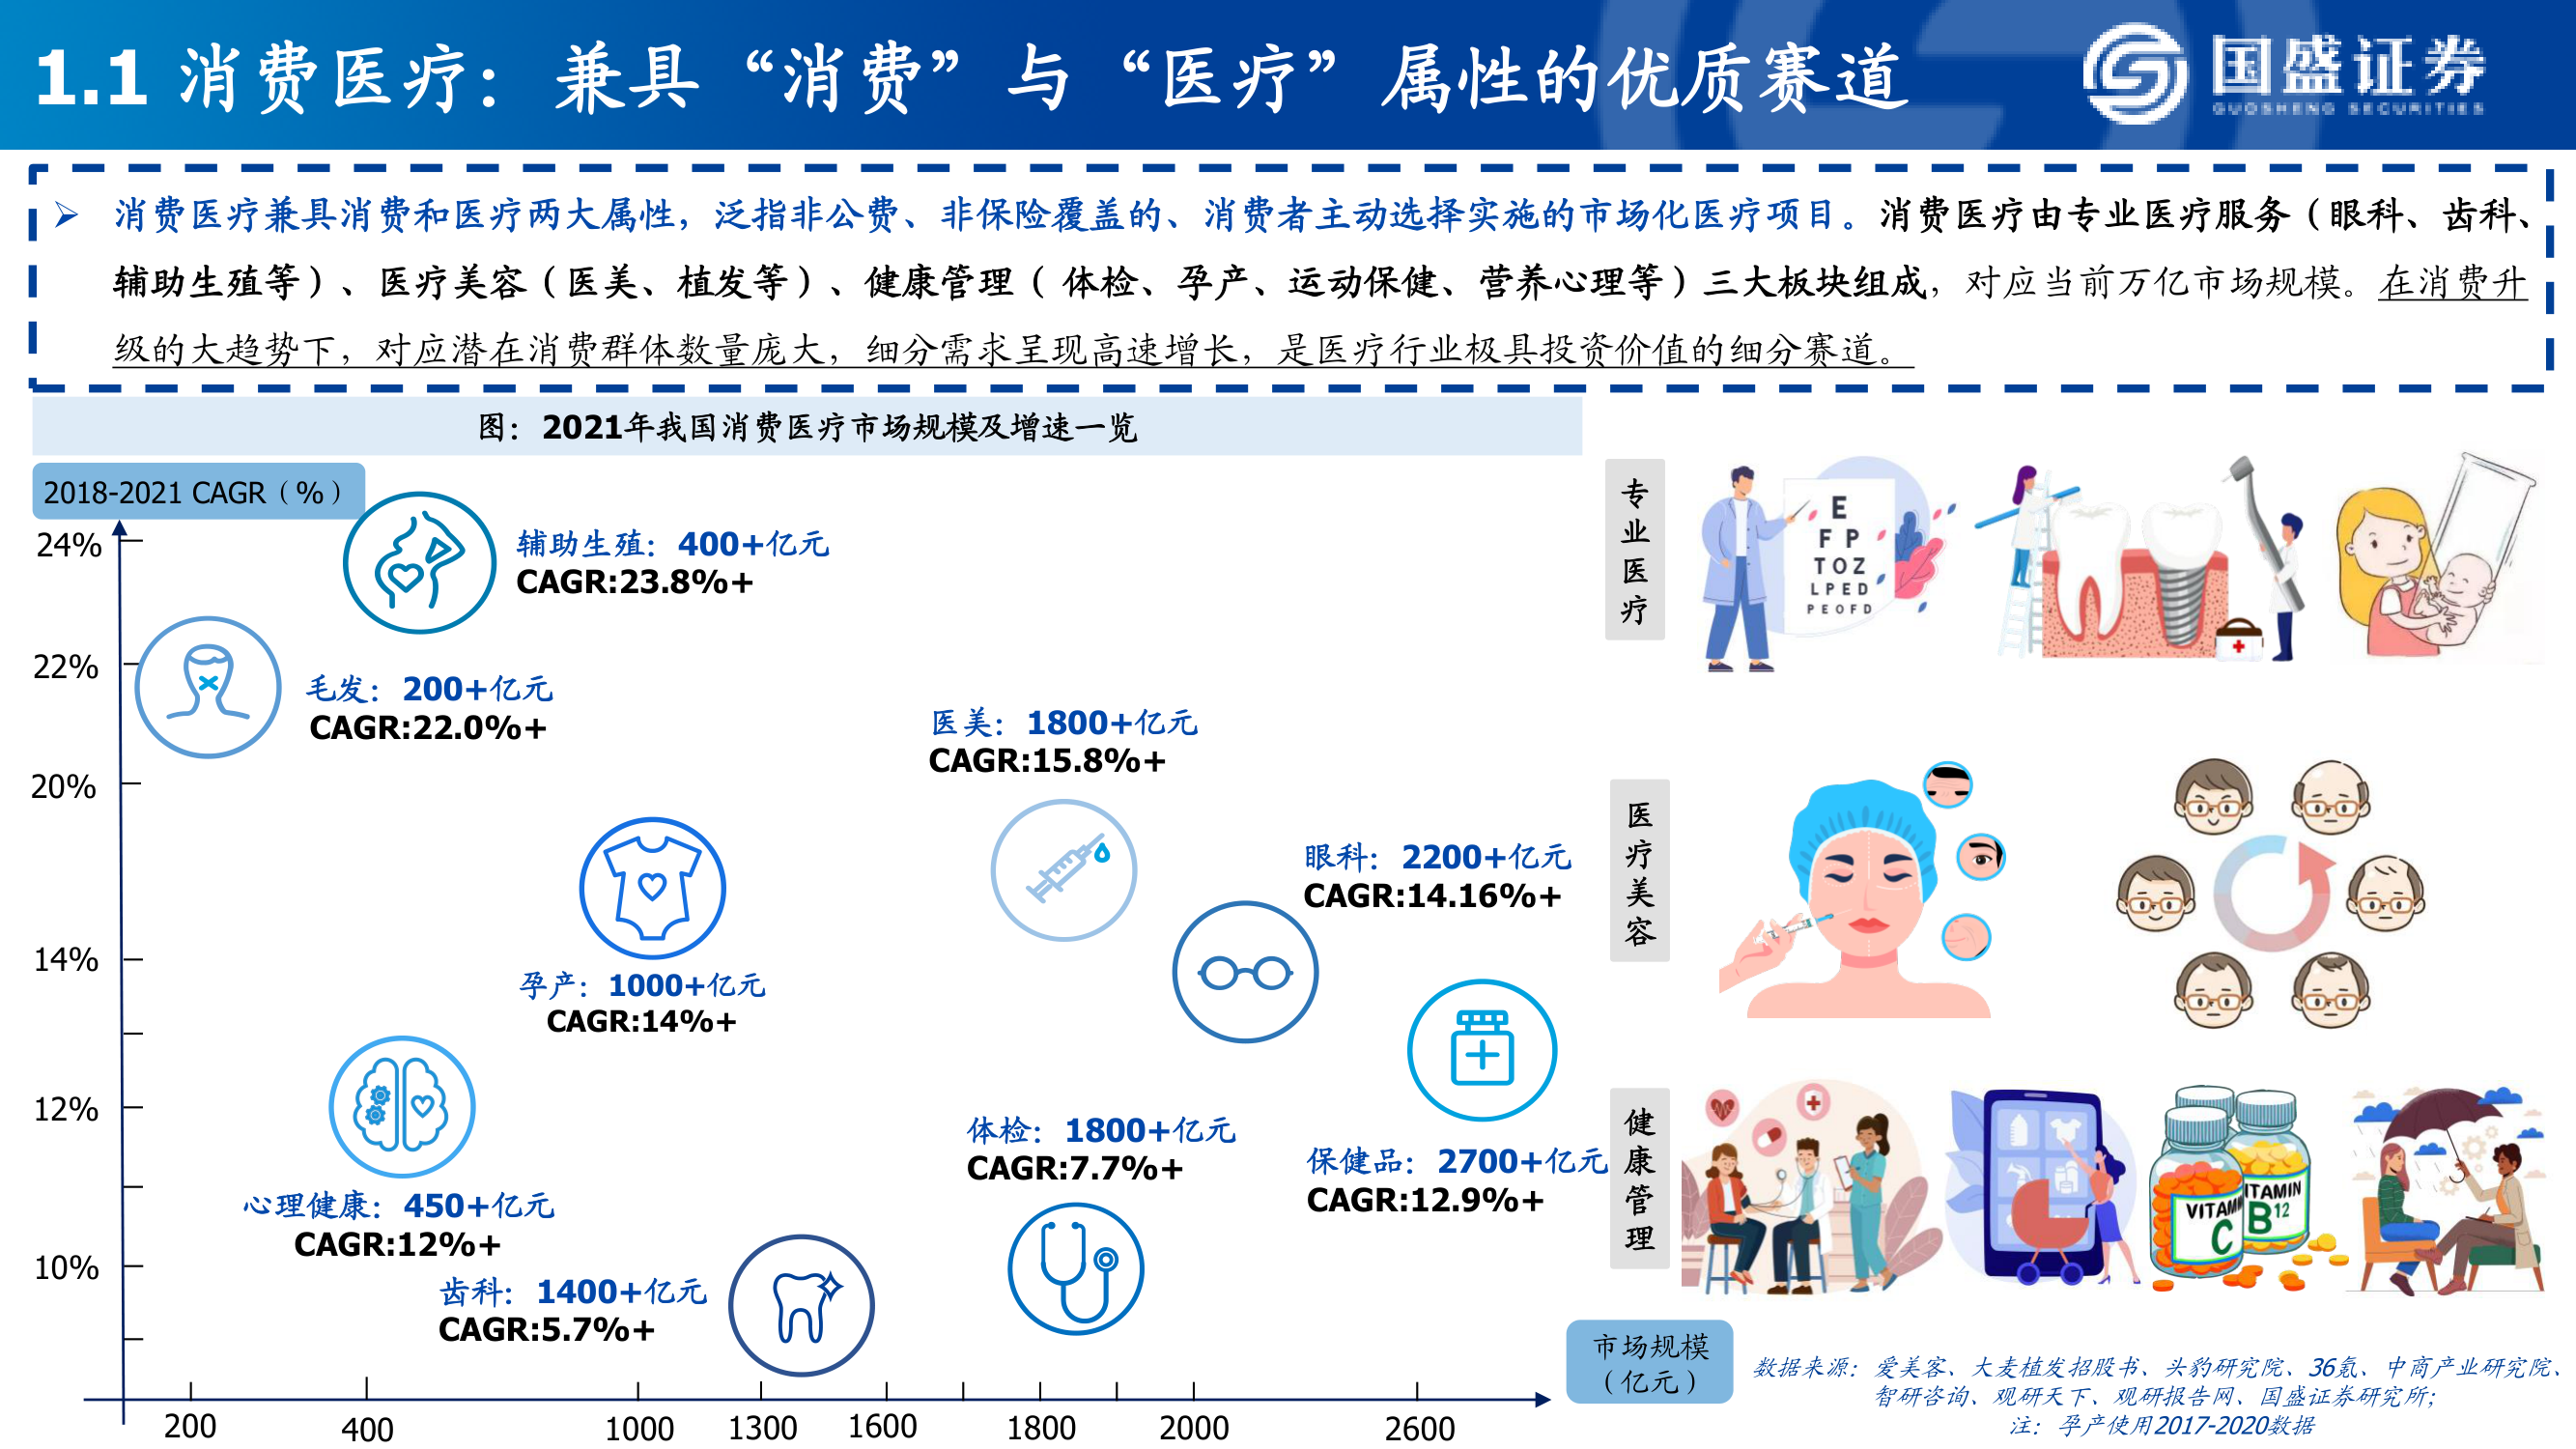 1.1 消费医疗：兼具“消费”与“医疗”属性的优质赛道
国盛证券
GUOSHENG SECURITIES
消费医疗兼具消费和医疗两大属性，泛指非公费、非保险覆盖的、消费者主动选择实施的市场化医疗项目。消费医疗由专业医疗服务（眼科、齿科、
辅助生殖等）、医疗美容（医美、植发等）、健康管理（ 体检、孕产、运动保健、营养心理等）三大板块组成，对应当前万亿市场规模。在消费升
级的大趋势下，对应潜在消费群体数量庞大，细分需求呈现高速增长，是医疗行业极具投资价值的细分赛道。
图：2021年我国消费医疗市场规模及增速一览
2018-2021 CAGR（%）
24%
22%
20%
14%
12%
10%
辅助生殖：400+亿元
CAGR:23.8%+
毛发：200+亿元
CAGR:22.0%+
医美：1800+亿元
CAGR:15.8%+
眼科：2200+亿元
CAGR:14.16%+
孕产：1000+亿元
CAGR:14%+
体检：1800+亿元
CAGR:7.7%+
保健品：2700+亿元
CAGR:12.9%+
心理健康：450+亿元
CAGR:12%+
齿科：1400+亿元
CAGR:5.7%+
200
400
1000
1300
1600
1800
2000
2600
市场规模
（亿元）
专业医疗
E
F P
TOZ
LPED
PEOFD
医疗美容
健康管理
VITAM
C
ITAMIN
B12
数据来源：爱美客、大麦植发招股书、头豹研究院、36氪、中商产业研究院、
智研咨询、观研天下、观研报告网、国盛证券研究所；
注：孕产使用2017-2020数据